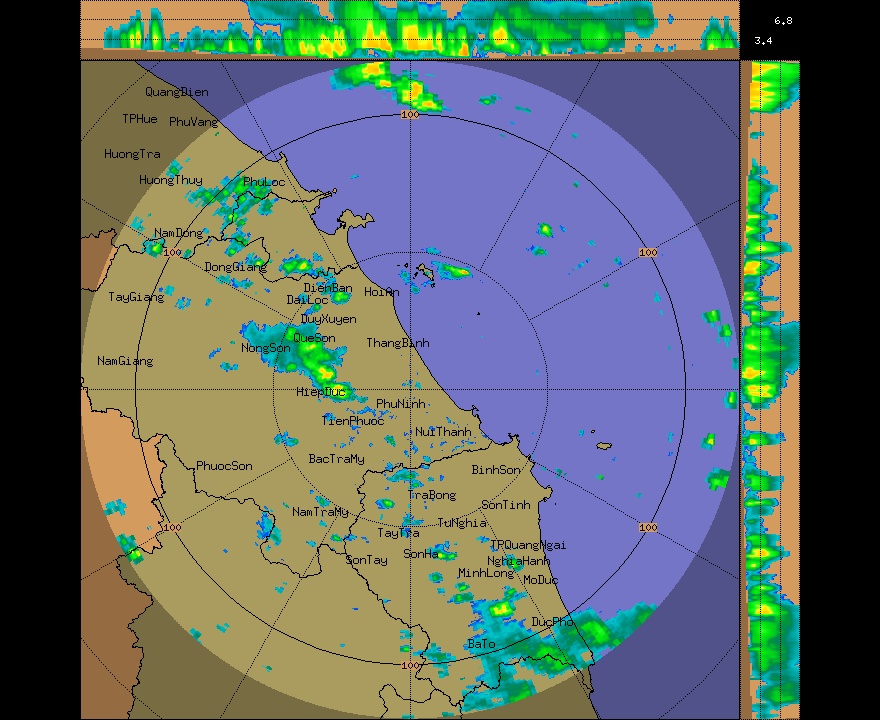 6.8
3.4
QuangDien
TPHue PhuVang
100
HuongTra
HuongThuy PhuLoc
NamDong
100 100
DongGiang
DienBan
TayGiang DaiLoc HoiAn
DuyXuyen
QueSon
NongSon ThangBinh
NamGiang
HiepDuc
PhuNinh
TienPhuoc
NuiThanh
BacTraMy
PhuocSon BinhSon
TraBong
SonTinh
NamTraMy
TuNghia
100 100
TayTra
TPQuangNgai
SonHa
SonTay NghiaHanh
MinhLong
MoDuc
DucPho
BaTo
100